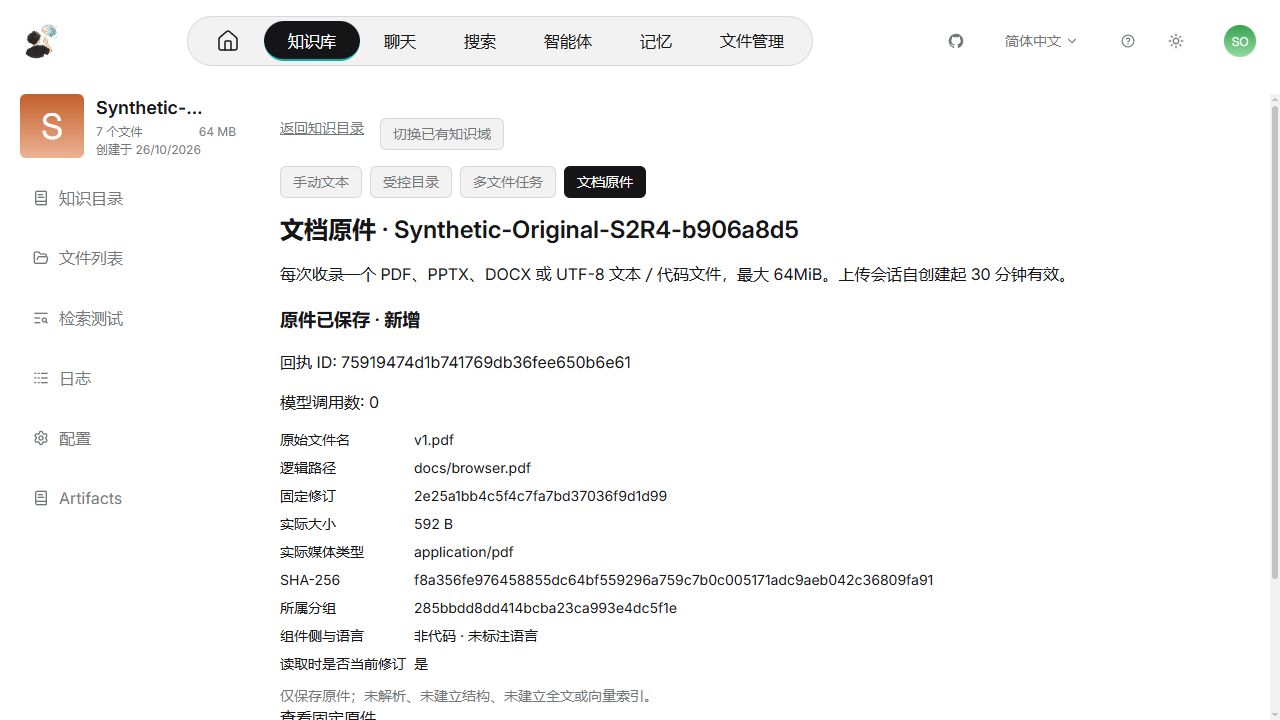 知识库
聊天
搜索
智能体
记忆
文件管理
简体中文
SO
S
Synthetic-...
7 个文件
64 MB
创建于 26/10/2026
知识目录
文件列表
检索测试
日志
配置
Artifacts
返回知识目录
切换已有知识域
手动文本
受控目录
多文件任务
文档原件
文档原件 · Synthetic-Original-S2R4-b906a8d5
每次收录一个 PDF、PPTX、DOCX 或 UTF-8 文本 / 代码文件，最大 64MiB。上传会话自创建起 30 分钟有效。
原件已保存 · 新增
回执 ID: 75919474d1b741769db36fee650b6e61
模型调用数: 0
原始文件名 v1.pdf
逻辑路径 docs/browser.pdf
固定修订 2e25a1bb4c5f4c7fa7bd37036f9d1d99
实际大小 592 B
实际媒体类型 application/pdf
SHA-256 f8a356fe976458855dc64bf559296a759c7b0c005171adc9aeb042c36809fa91
所属分组 285bbdd8dd414bcba23ca993e4dc5f1e
组件侧与语言 非代码 · 未标注语言
读取时是否当前修订 是
仅保存原件；未解析、未建立结构、未建立全文或向量索引。
查看固定原件